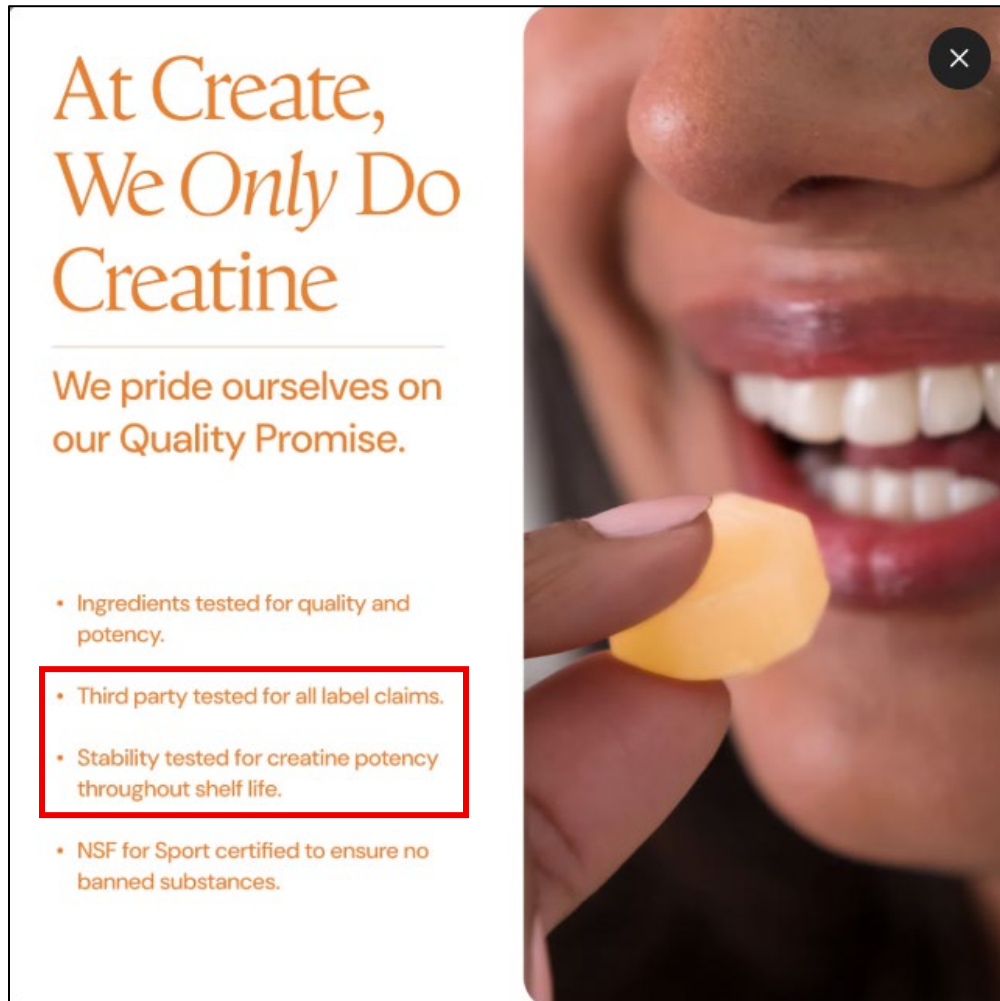 At Create,
We Only Do
Creatine
We pride ourselves on
our Quality Promise.
• Ingredients tested for quality and
potency.
• Third party tested for all label claims.
• Stability tested for creatine potency
throughout shelf life.
• NSF for Sport certified to ensure no
banned substances.